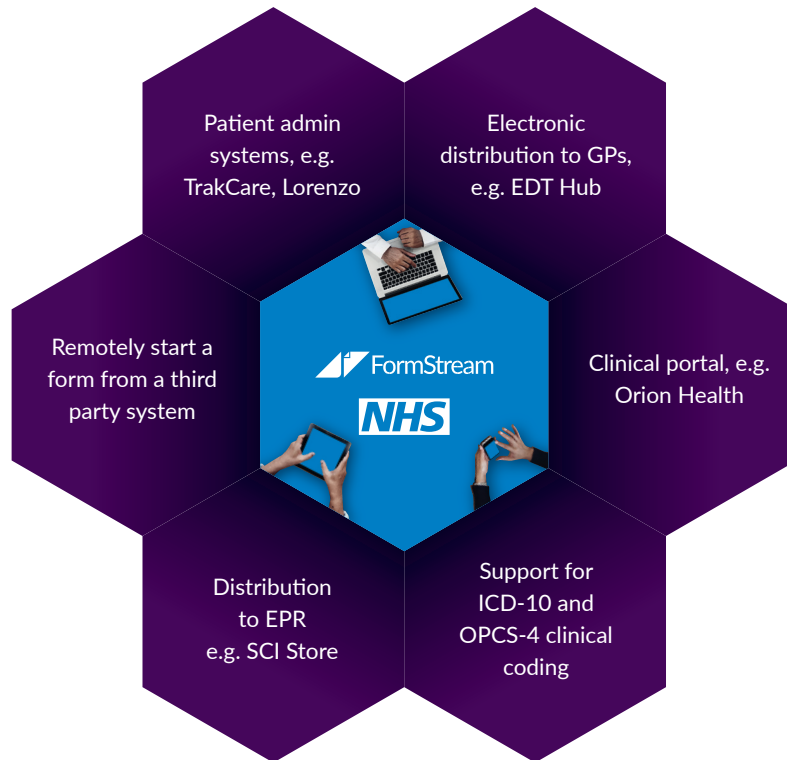 Patient admin
systems, e.g.
TrakCare, Lorenzo
Electronic
distribution to GPs,
e.g. EDT Hub
Remotely start a
form from a third
party system
FormStream
NHS
Clinical portal, e.g.
Orion Health
Distribution
to EPR
e.g. SCI Store
Support for
ICD-10 and
OPCS-4 clinical
coding